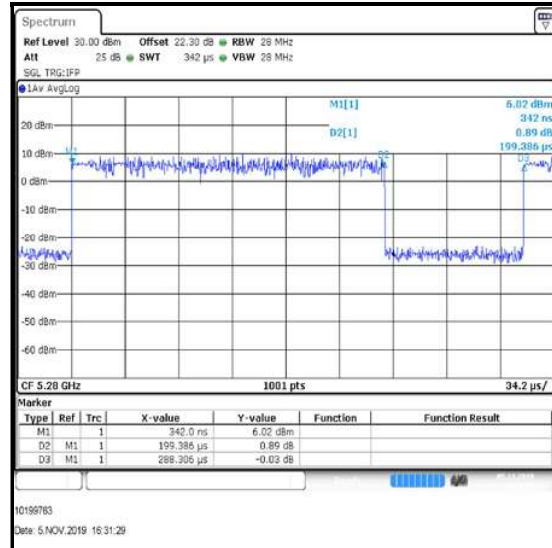 Spectrum
Ref Level 30.00 dBm Offset 22.30 dB RBW 28 MHz
Att 25 dB SWT 342 µs VBW 28 MHz
SGL TRG:IFP
1Av AvgLog
M1[1] 6.02 dBm
342 ns
20 dBm
D2[1] 0.89 dB
199.386 µs
10 dBm
M1 D2 D3
0 dBm
-10 dBm
-20 dBm
-30 dBm
-40 dBm
-50 dBm
-60 dBm
CF 5.28 GHz 1001 pts 34.2 µs/
Marker
Type Ref Trc X-value Y-value Function Function Result
M1 1 342.0 ns 6.02 dBm
D2 M1 1 199.386 µs 0.89 dB
D3 M1 1 288.306 µs -0.03 dB
10199763
Date: 5.NOV.2019 16:31:29